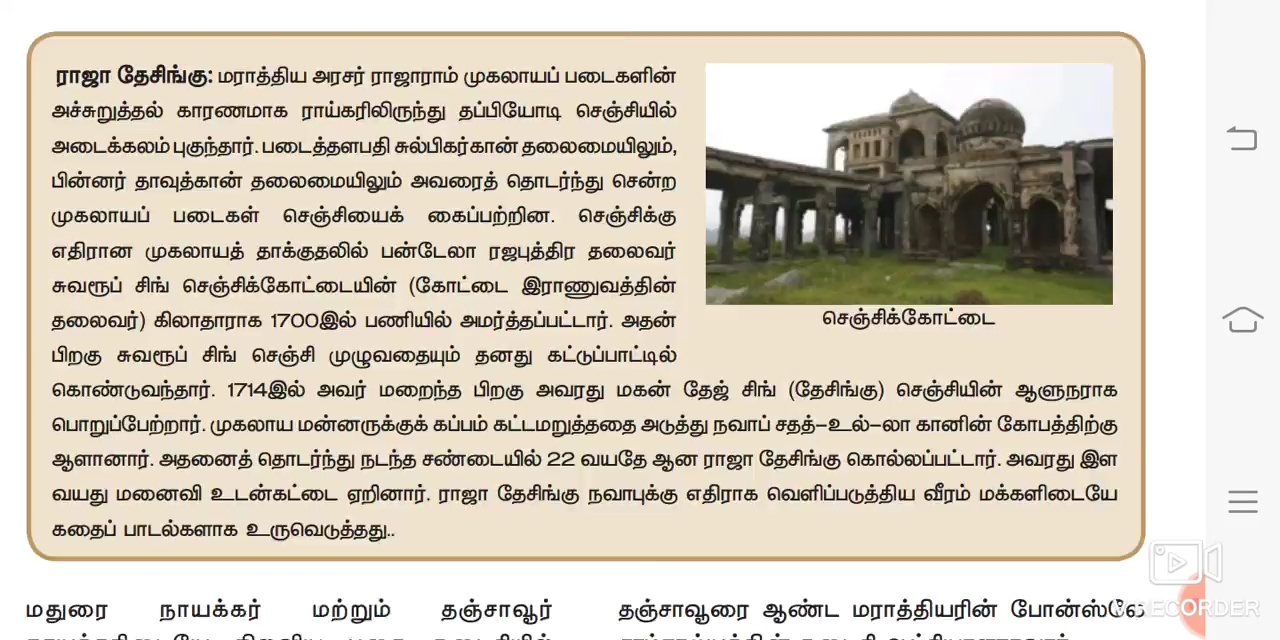 ராஜா தேசிங்கு: மராத்திய அரசர் ராஜாராம் முகலாயப் படைகளின்
அச்சுறுத்தல் காரணமாக ராய்கரிலிருந்து தப்பியோடி செஞ்சியில்
அடைக்கலம் புகுந்தார். படைத்தளபதி சுல்பிகர்கான் தலைமையிலும்,
பின்னர் தாவுத்கான் தலைமையிலும் அவரைத் தொடர்ந்து சென்ற
முகலாயப் படைகள் செஞ்சியைக் கைப்பற்றின. செஞ்சிக்கு
எதிரான முகலாயத் தாக்குதலில் பன்டேலா ரஜபுத்திர தலைவர்
சுவரூப் சிங் செஞ்சிக்கோட்டையின் (கோட்டை இராணுவத்தின்
தலைவர்) கிலாதாராக 1700இல் பணியில் அமர்த்தப்பட்டார். அதன்
பிறகு சுவரூப் சிங் செஞ்சி முழுவதையும் தனது கட்டுப்பாட்டில்
கொண்டுவந்தார். 1714இல் அவர் மறைந்த பிறகு அவரது மகன் தேஜ் சிங் (தேசிங்கு) செஞ்சியின் ஆளுநராக
பொறுப்பேற்றார். முகலாய மன்னருக்குக் கப்பம் கட்டமறுத்ததை அடுத்து நவாப் சதத்–உல்–லா கானின் கோபத்திற்கு
ஆளானார். அதனைத் தொடர்ந்து நடந்த சண்டையில் 22 வயதே ஆன ராஜா தேசிங்கு கொல்லப்பட்டார். அவரது இள
வயது மனைவி உடன்கட்டை ஏறினார். ராஜா தேசிங்கு நவாபுக்கு எதிராக வெளிப்படுத்திய வீரம் மக்களிடையே
கதைப் பாடல்களாக உருவெடுத்தது..
செஞ்சிக்கோட்டை
மதுரை நாயக்கர் மற்றும் தஞ்சாவூர்
தஞ்சாவூரை ஆண்ட மராத்தியரின் போன்ஸ்லே
RECORDER